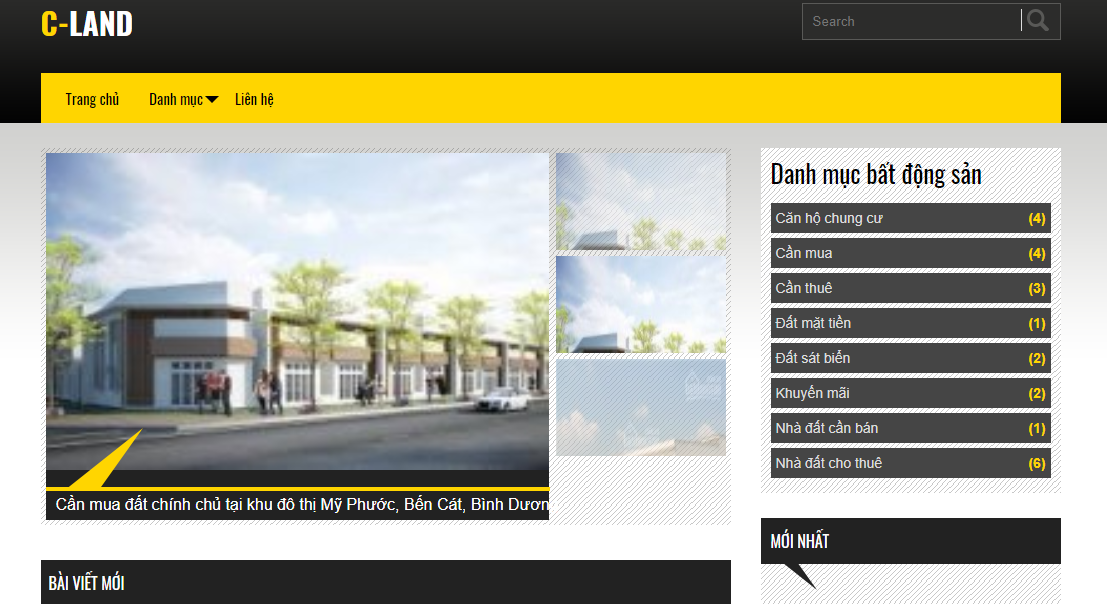 C-LAND
Search
Trang chủ
Danh mục
Liên hệ
Cần mua đất chính chủ tại khu đô thị Mỹ Phước, Bến Cát, Bình Dươn
Danh mục bất động sản
Căn hộ chung cư (4)
Cần mua (4)
Cần thuê (3)
Đất mặt tiền (1)
Đất sát biển (2)
Khuyến mãi (2)
Nhà đất cần bán (1)
Nhà đất cho thuê (6)
BÀI VIẾT MỚI
MỚI NHẤT